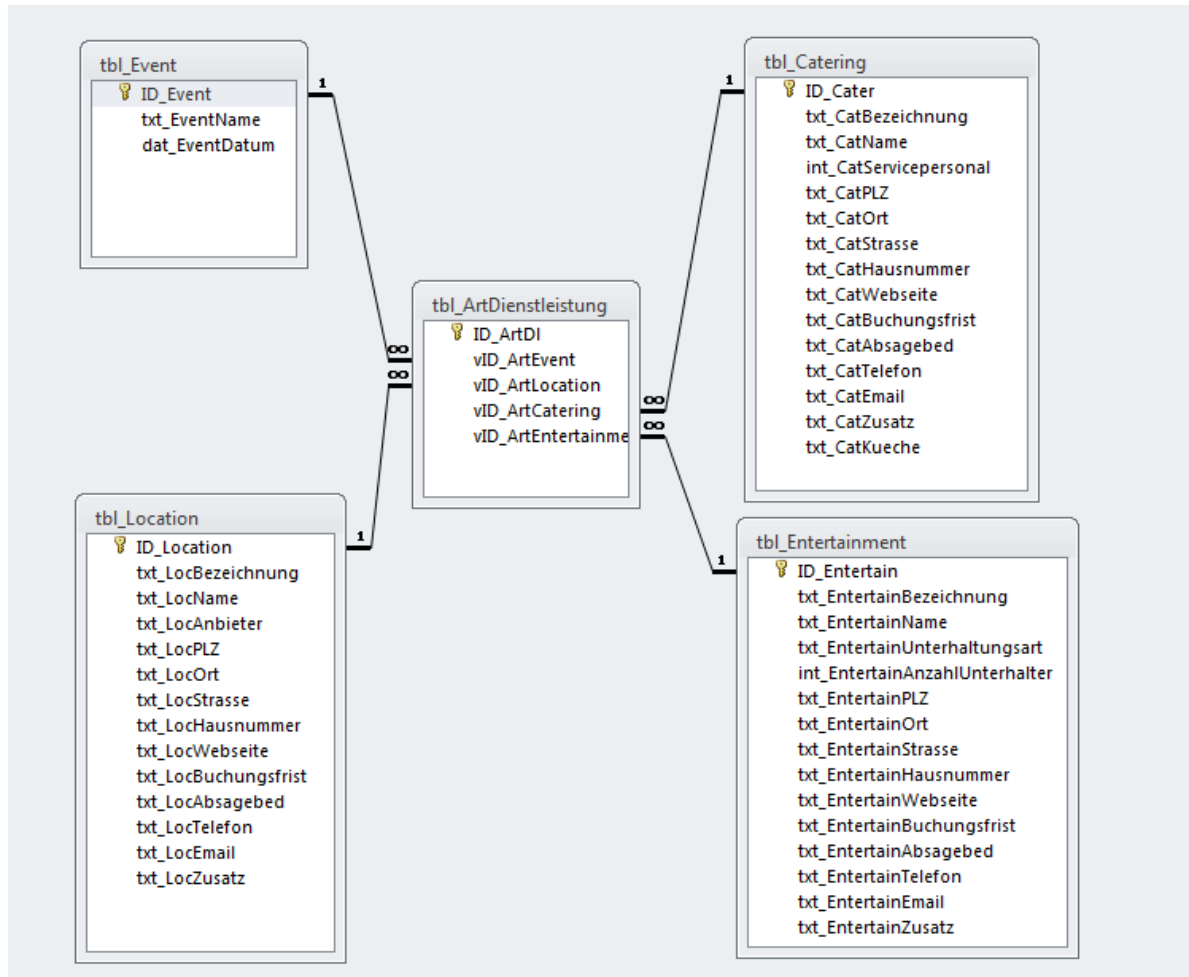 tbl_Event
ID_Event
txt_EventName
dat_EventDatum
1
tbl_ArtDienstleistung
ID_ArtDI
vID_ArtEvent
vID_ArtLocation
vID_ArtCatering
vID_ArtEntertainme
∞
∞
∞
∞
tbl_Location
ID_Location
txt_LocBezeichnung
txt_LocName
txt_LocAnbieter
txt_LocPLZ
txt_LocOrt
txt_LocStrasse
txt_LocHausnummer
txt_LocWebseite
txt_LocBuchungsfrist
txt_LocAbsagebed
txt_LocTelefon
txt_LocEmail
txt_LocZusatz
1
tbl_Catering
1
ID_Cater
txt_CatBezeichnung
txt_CatName
int_CatServicepersonal
txt_CatPLZ
txt_CatOrt
txt_CatStrasse
txt_CatHausnummer
txt_CatWebseite
txt_CatBuchungsfrist
txt_CatAbsagebed
txt_CatTelefon
txt_CatEmail
txt_CatZusatz
txt_CatKueche
tbl_Entertainment
1
ID_Entertain
txt_EntertainBezeichnung
txt_EntertainName
txt_EntertainUnterhaltungsart
int_EntertainAnzahlUnterhalter
txt_EntertainPLZ
txt_EntertainOrt
txt_EntertainStrasse
txt_EntertainHausnummer
txt_EntertainWebseite
txt_EntertainBuchungsfrist
txt_EntertainAbsagebed
txt_EntertainTelefon
txt_EntertainEmail
txt_EntertainZusatz